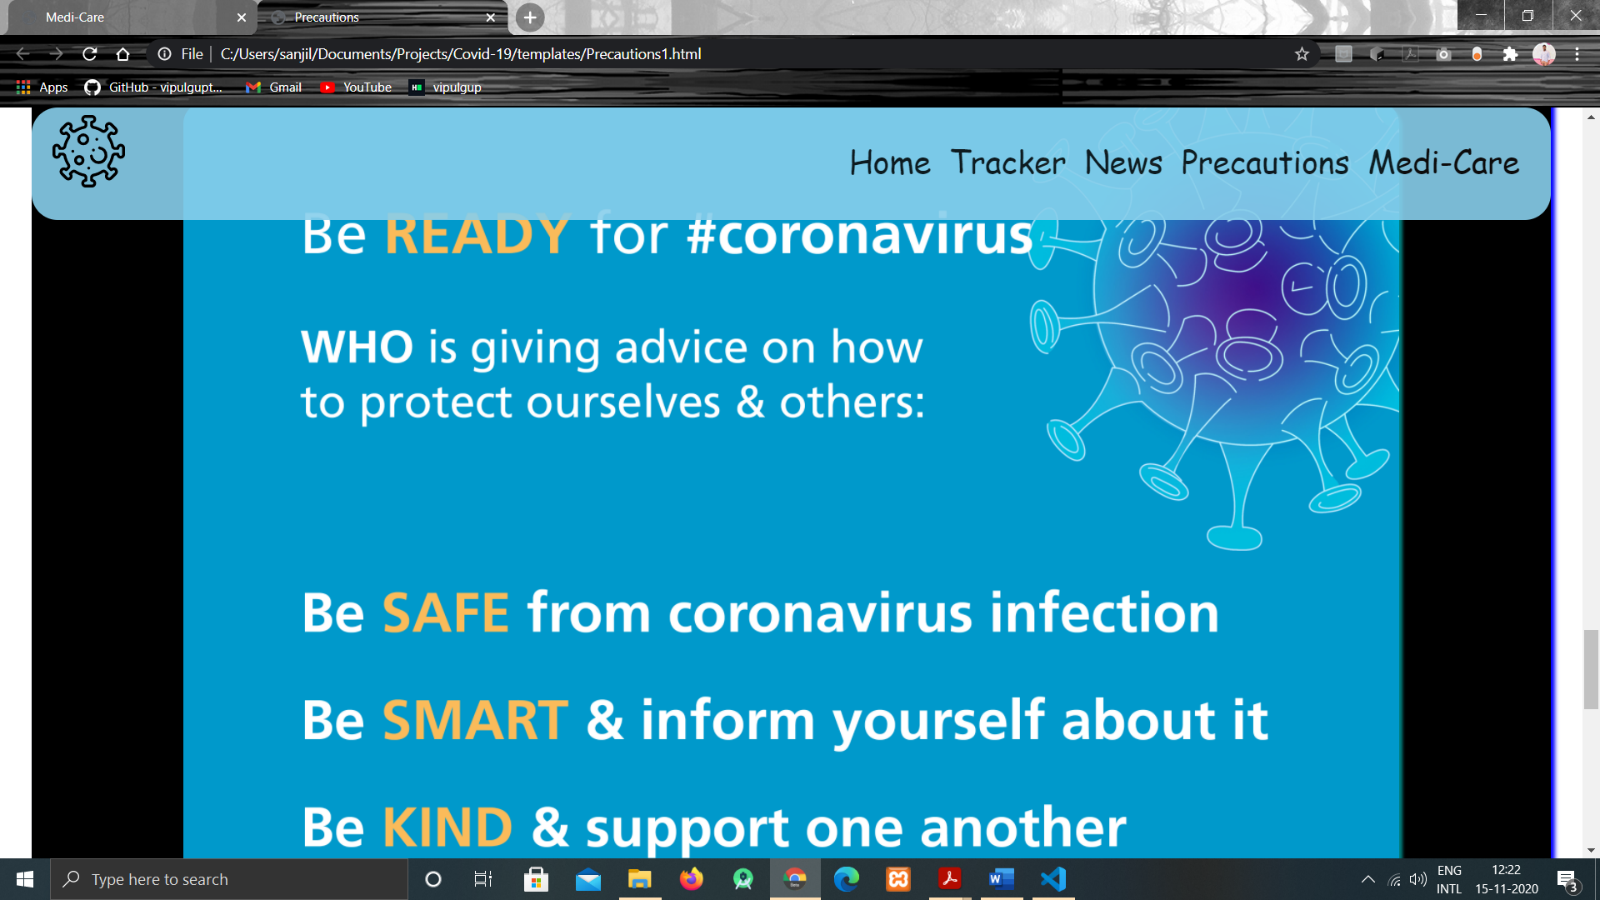 Medi-Care
Precautions
File | C:/Users/sanjil/Documents/Projects/Covid-19/templates/Precautions1.html
Apps
GitHub - vipulgupt...
Gmail
YouTube
vipulgup
Home Tracker News Precautions Medi-Care
Be READY for #coronavirus
WHO is giving advice on how
to protect ourselves & others:
Be SAFE from coronavirus infection
Be SMART & inform yourself about it
Be KIND & support one another
Type here to search
ENG
INTL
12:22
15-11-2020
3